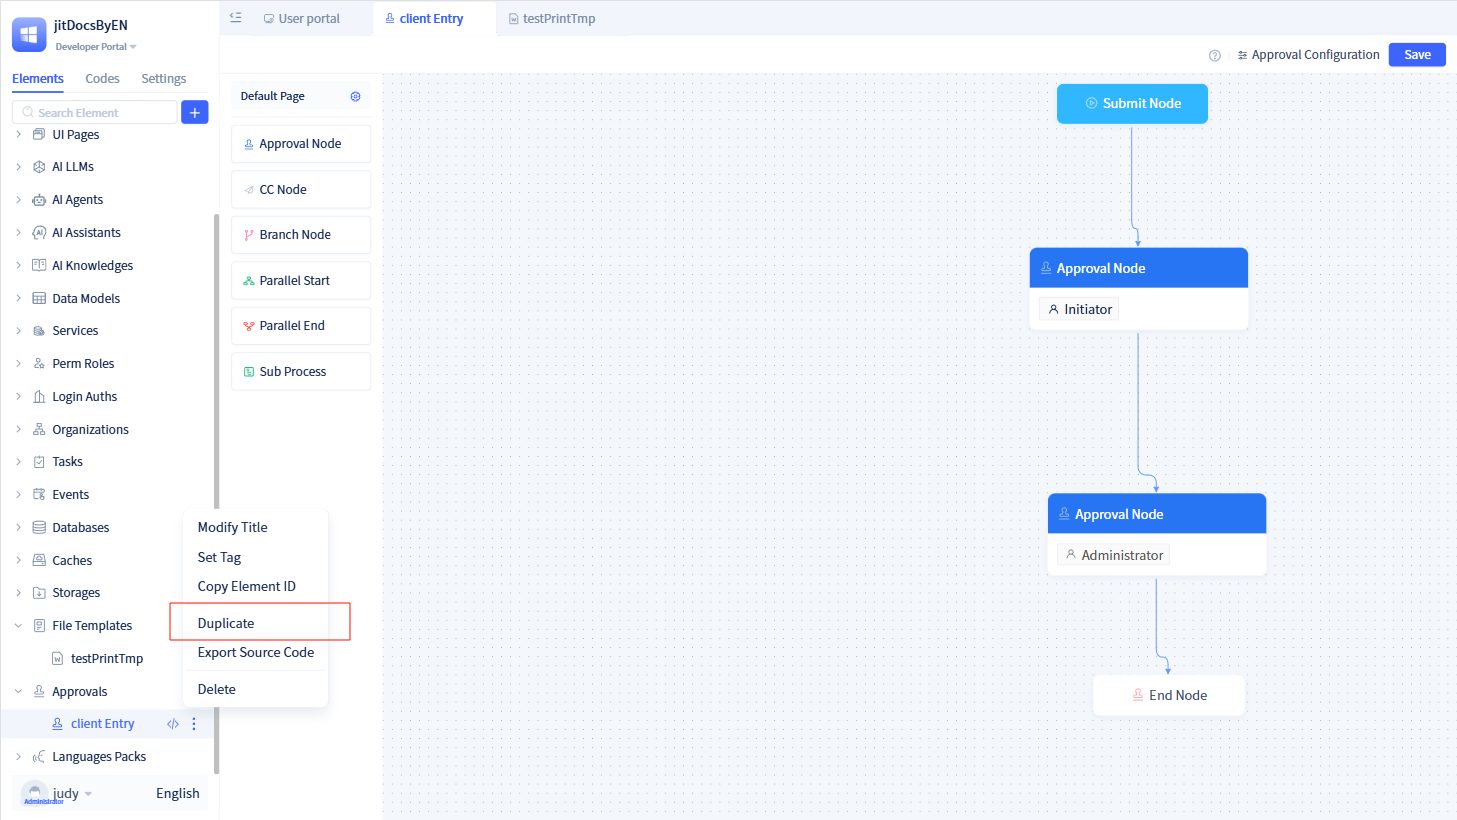 jitDocsByEN
Developer Portal
Elements
Codes
Settings
Search Element
UI Pages
AI LLMs
AI Agents
AI Assistants
AI Knowledges
Data Models
Services
Perm Roles
Login Auths
Organizations
Tasks
Events
Databases
Caches
Storages
File Templates
testPrintTmp
Approvals
client Entry
Languages Packs
judy
Administrator
English
Modify Title
Set Tag
Copy Element ID
Duplicate
Export Source Code
Delete
User portal
client Entry
testPrintTmp
Approval Configuration
Save
Default Page
Approval Node
CC Node
Branch Node
Parallel Start
Parallel End
Sub Process
Submit Node
Approval Node
Initiator
Approval Node
Administrator
End Node